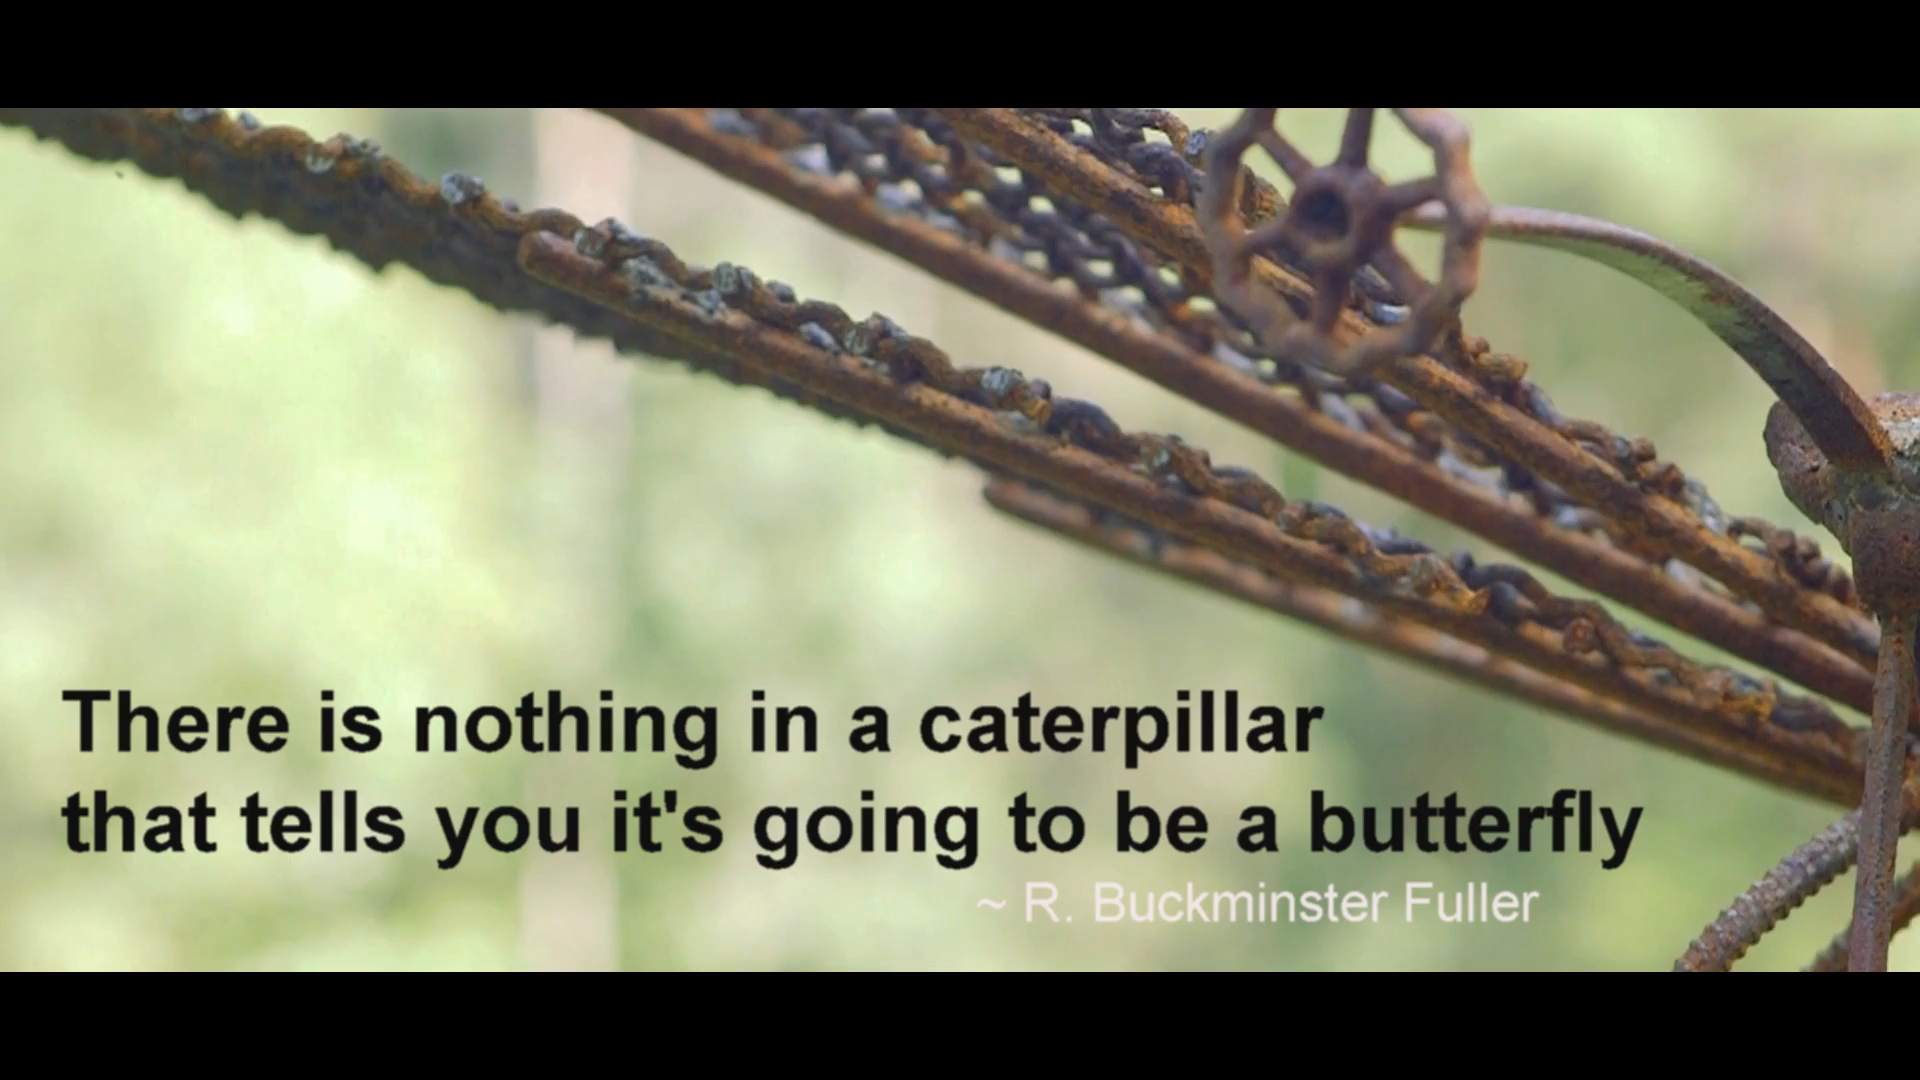 There is nothing in a caterpillar
that tells you it's going to be a butterfly
~ R. Buckminster Fuller